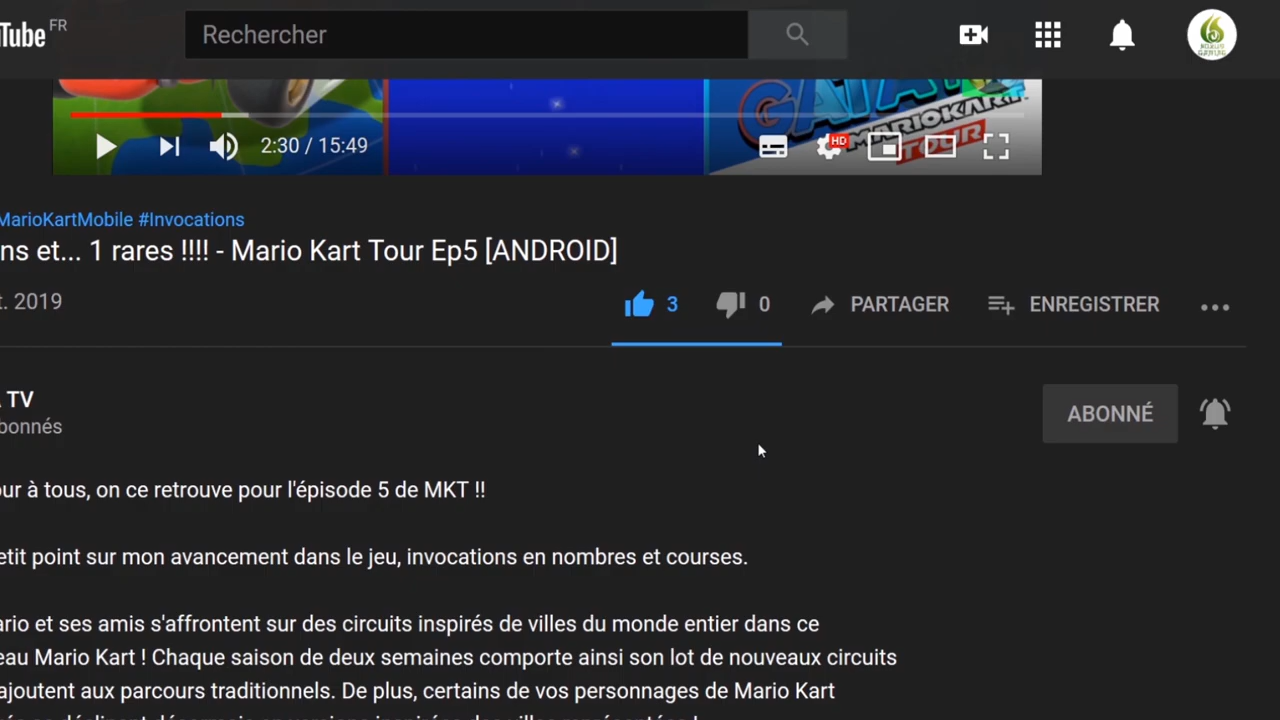 Tube FR
Rechercher
MARIOKART
TOUR
2:30 / 15:49
HD
MarioKartMobile #Invocations
ns et... 1 rares !!!! - Mario Kart Tour Ep5 [ANDROID]
t. 2019
3
0
PARTAGER
ENREGISTRER
TV
bonnés
ABONNÉ
ur à tous, on ce retrouve pour l'épisode 5 de MKT !!
etit point sur mon avancement dans le jeu, invocations en nombres et courses.
ario et ses amis s'affrontent sur des circuits inspirés de villes du monde entier dans ce
eau Mario Kart ! Chaque saison de deux semaines comporte ainsi son lot de nouveaux circuits
ajoutent aux parcours traditionnels. De plus, certains de vos personnages de Mario Kart